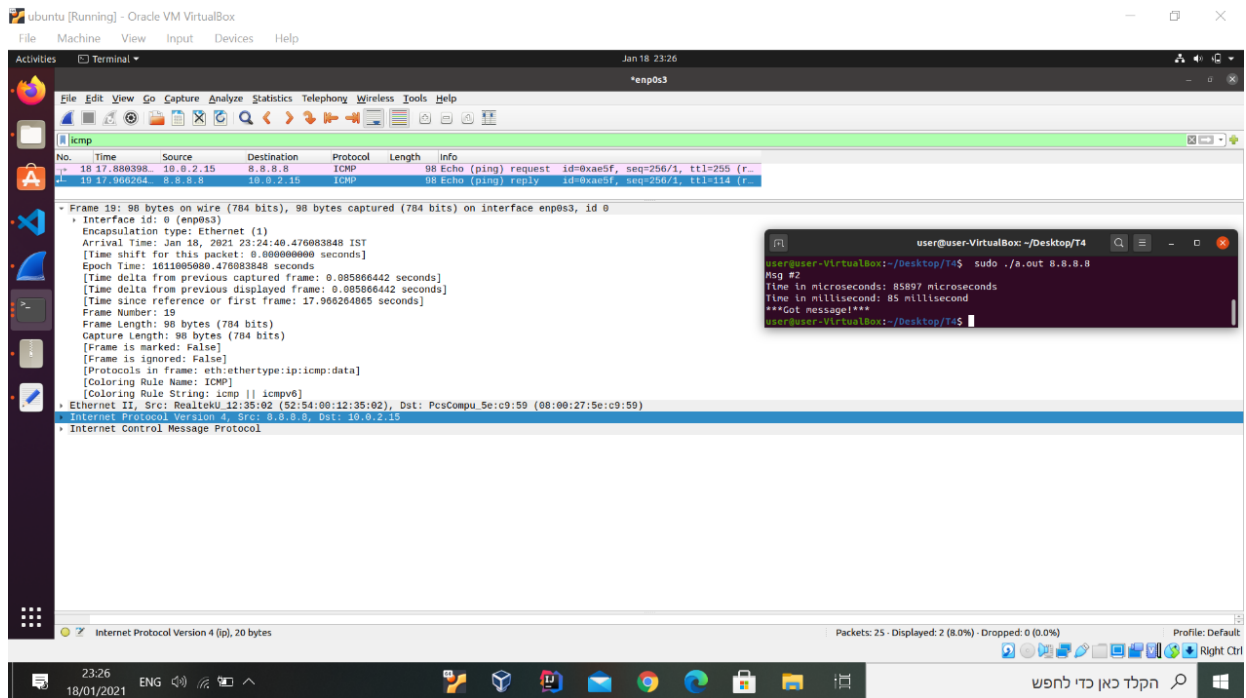 ubuntu [Running] - Oracle VM VirtualBox
File Machine View Input Devices Help
Activities Terminal Jan 18 23:26
*enp0s3
File Edit View Go Capture Analyze Statistics Telephony Wireless Tools Help
icmp
No. Time Source Destination Protocol Length Info
18 17.880398… 10.0.2.15 8.8.8.8 ICMP 98 Echo (ping) request id=0xae5f, seq=256/1, ttl=255 (r…
19 17.966264… 8.8.8.8 10.0.2.15 ICMP 98 Echo (ping) reply id=0xae5f, seq=256/1, ttl=114 (r…
Frame 19: 98 bytes on wire (784 bits), 98 bytes captured (784 bits) on interface enp0s3, id 0
Interface id: 0 (enp0s3)
Encapsulation type: Ethernet (1)
Arrival Time: Jan 18, 2021 23:24:40.476083848 IST
[Time shift for this packet: 0.000000000 seconds]
Epoch Time: 1611005080.476083848 seconds
[Time delta from previous captured frame: 0.085866442 seconds]
[Time delta from previous displayed frame: 0.085866442 seconds]
[Time since reference or first frame: 17.966264865 seconds]
Frame Number: 19
Frame Length: 98 bytes (784 bits)
Capture Length: 98 bytes (784 bits)
[Frame is marked: False]
[Frame is ignored: False]
[Protocols in frame: eth:ethertype:ip:icmp:data]
[Coloring Rule Name: ICMP]
[Coloring Rule String: icmp || icmpv6]
Ethernet II, Src: RealtekU_12:35:02 (52:54:00:12:35:02), Dst: PcsCompu_5e:c9:59 (08:00:27:5e:c9:59)
Internet Protocol Version 4, Src: 8.8.8.8, Dst: 10.0.2.15
Internet Control Message Protocol
user@user-VirtualBox: ~/Desktop/T4
user@user-VirtualBox:~/Desktop/T4$ sudo ./a.out 8.8.8.8
Msg #2
Time in microseconds: 85897 microseconds
Time in millisecond: 85 millisecond
***Got message!***
user@user-VirtualBox:~/Desktop/T4$
Internet Protocol Version 4 (ip), 20 bytes Packets: 25 · Displayed: 2 (8.0%) · Dropped: 0 (0.0%) Profile: Default
Right Ctrl
23:26
18/01/2021
ENG
הקלד כאן כדי לחפש